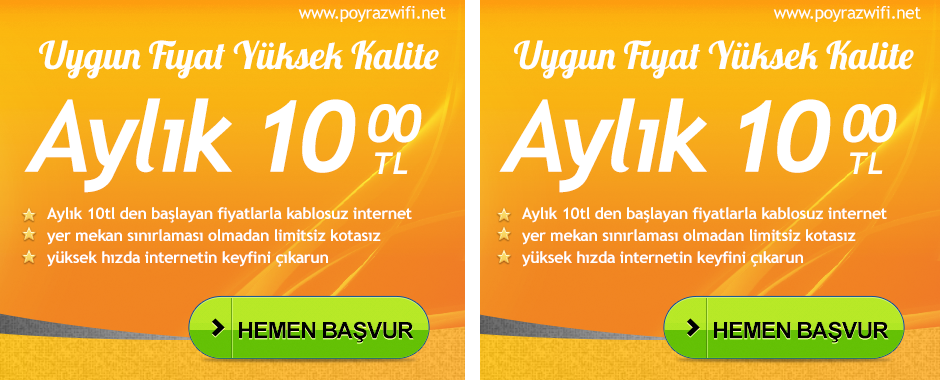 www.poyrazwifi.net
Uygun Fiyat Yüksek Kalite
Aylık 10 00 TL
Aylık 10tl den başlayan fiyatlarla kablosuz internet
yer mekan sınırlaması olmadan limitsiz kotasız
yüksek hızda internetin keyfini çıkarun
HEMEN BAŞVUR
www.poyrazwifi.net
Uygun Fiyat Yüksek Kalite
Aylık 10 00 TL
Aylık 10tl den başlayan fiyatlarla kablosuz internet
yer mekan sınırlaması olmadan limitsiz kotasız
yüksek hızda internetin keyfini çıkarun
HEMEN BAŞVUR